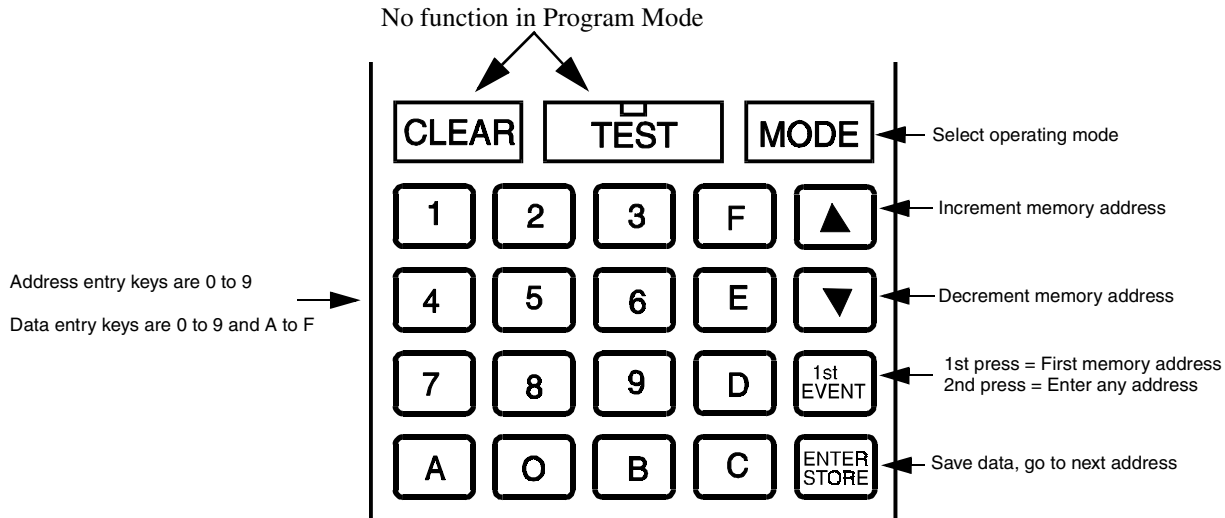 No function in Program Mode
CLEAR
TEST
MODE
Select operating mode
1
2
3
F
▲
Increment memory address
Address entry keys are 0 to 9
Data entry keys are 0 to 9 and A to F
4
5
6
E
▼
Decrement memory address
7
8
9
D
1st
EVENT
1st press = First memory address
2nd press = Enter any address
A
O
B
C
ENTER
STORE
Save data, go to next address